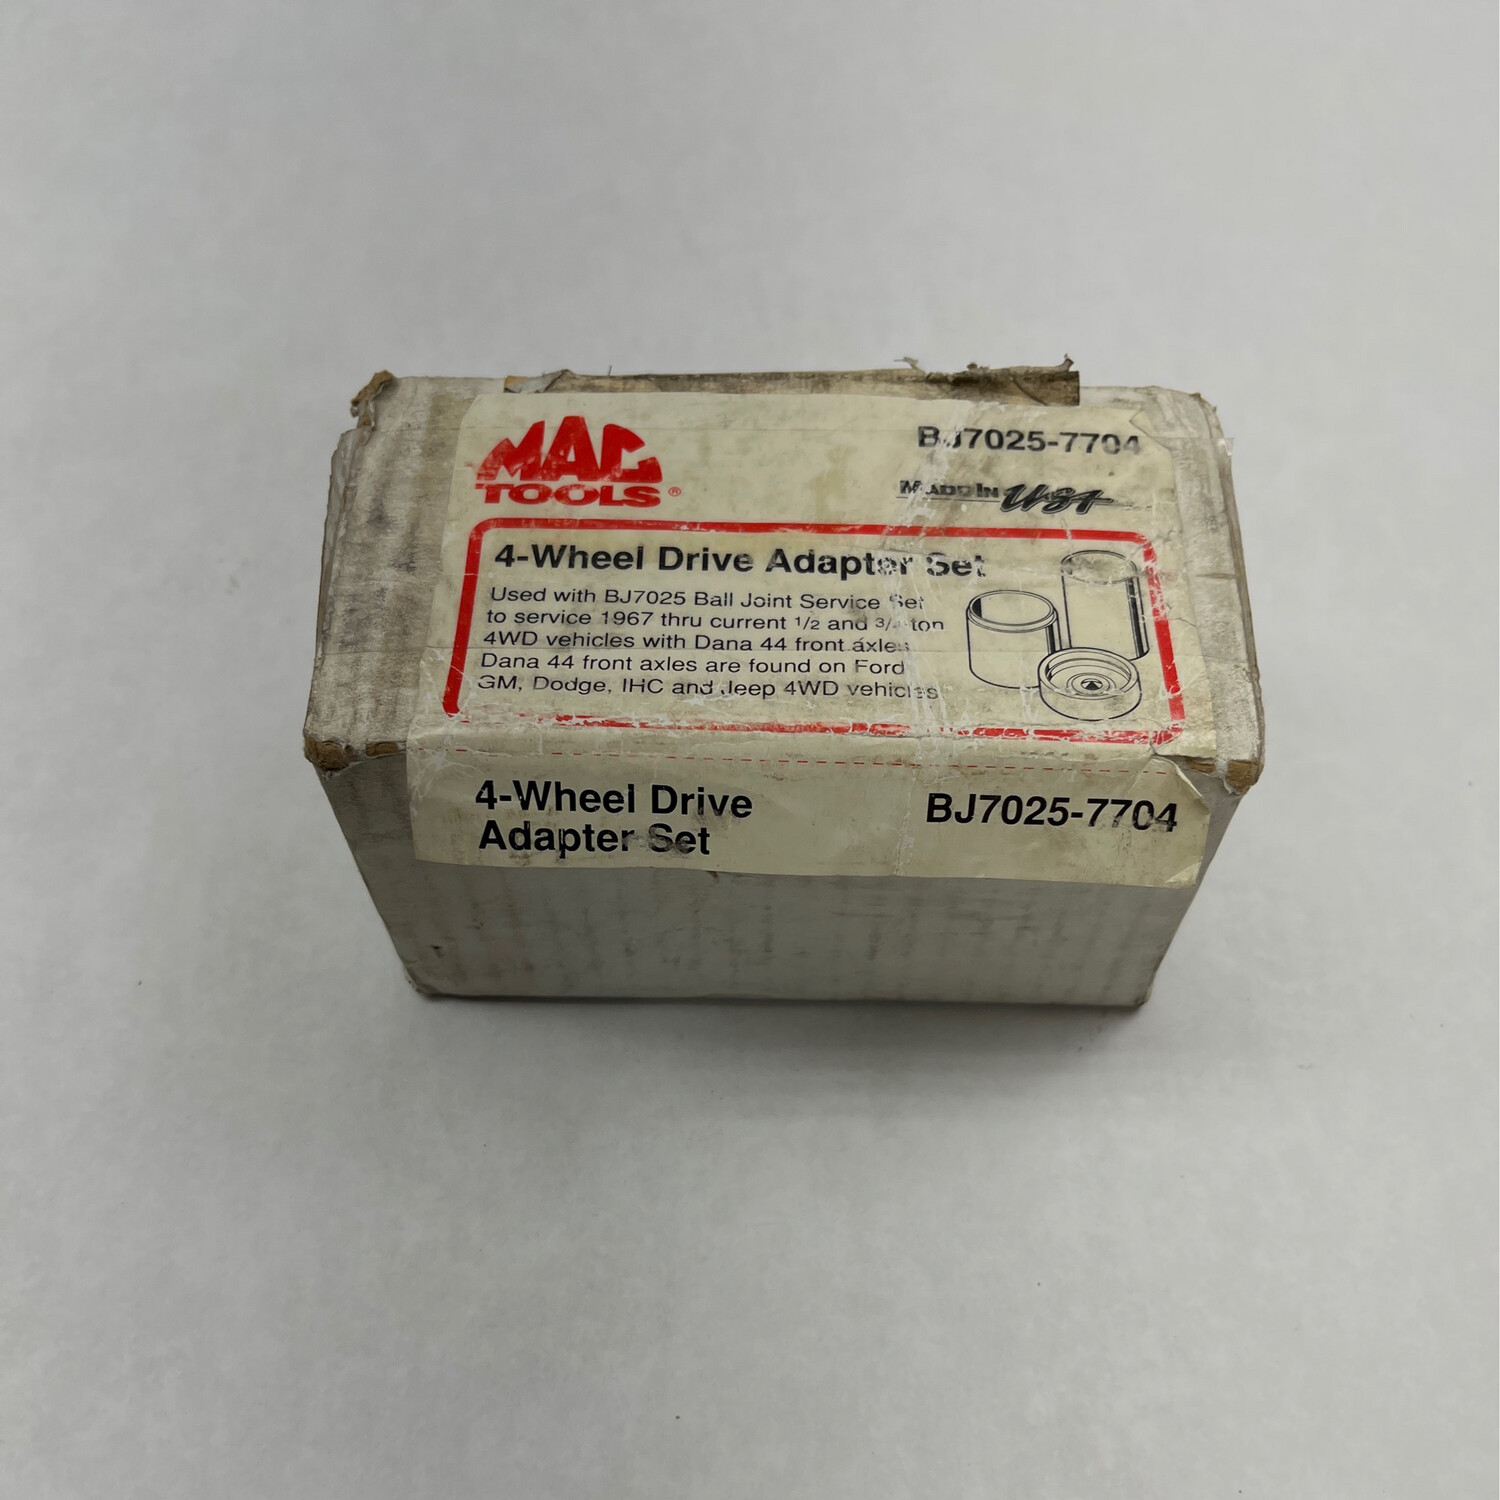 MAC
TOOLS®
BJ7025-7704
MADE IN USA
4-Wheel Drive Adapter Set
Used with BJ7025 Ball Joint Service Set
to service 1967 thru current 1/2 and 3/4 ton
4WD vehicles with Dana 44 front axles
Dana 44 front axles are found on Ford
GM, Dodge, IHC and Jeep 4WD vehicles
4-Wheel Drive
Adapter Set
BJ7025-7704